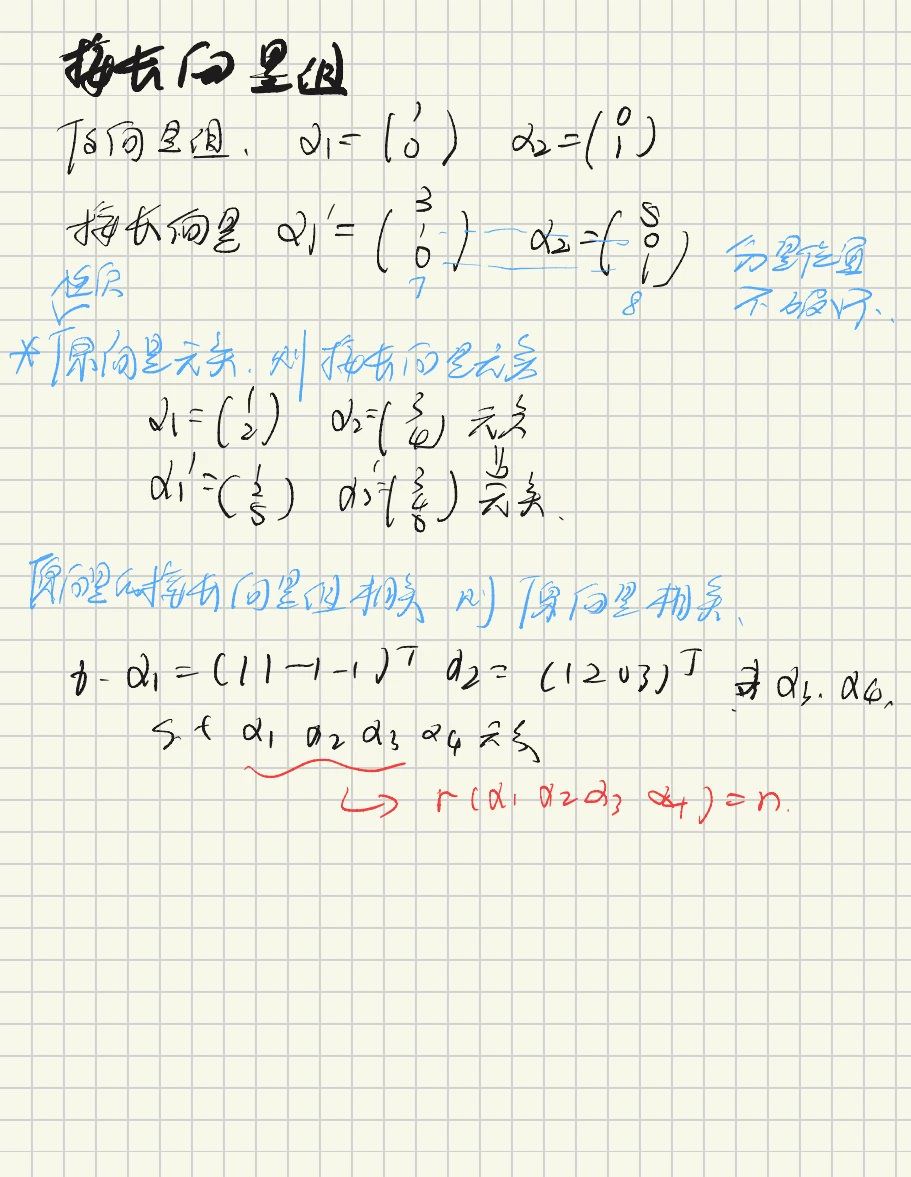 接长向量组
原向量组. α₁=(1 0) α₂=(0 1)
接长向量 α₁'=(3 1 0) α₂=(8 0 1) 分量位置
7 8 不破坏.
低只
*原向量无关.则接长向量无关
α₁=(1 2) α₂=(3 4) 无关
⇓
α₁'=(1 2 5) α₂'=(3 4 6) 无关.
原向量的接长向量组相关 则原向量相关.
α₁=(1 1 -1 -1)ᵀ α₂=(1 2 0 3)ᵀ 求 α₃. α₄.
s.t α₁ α₂ α₃ α₄ 无关
↳ r(α₁ α₂ α₃ α₄)=n.